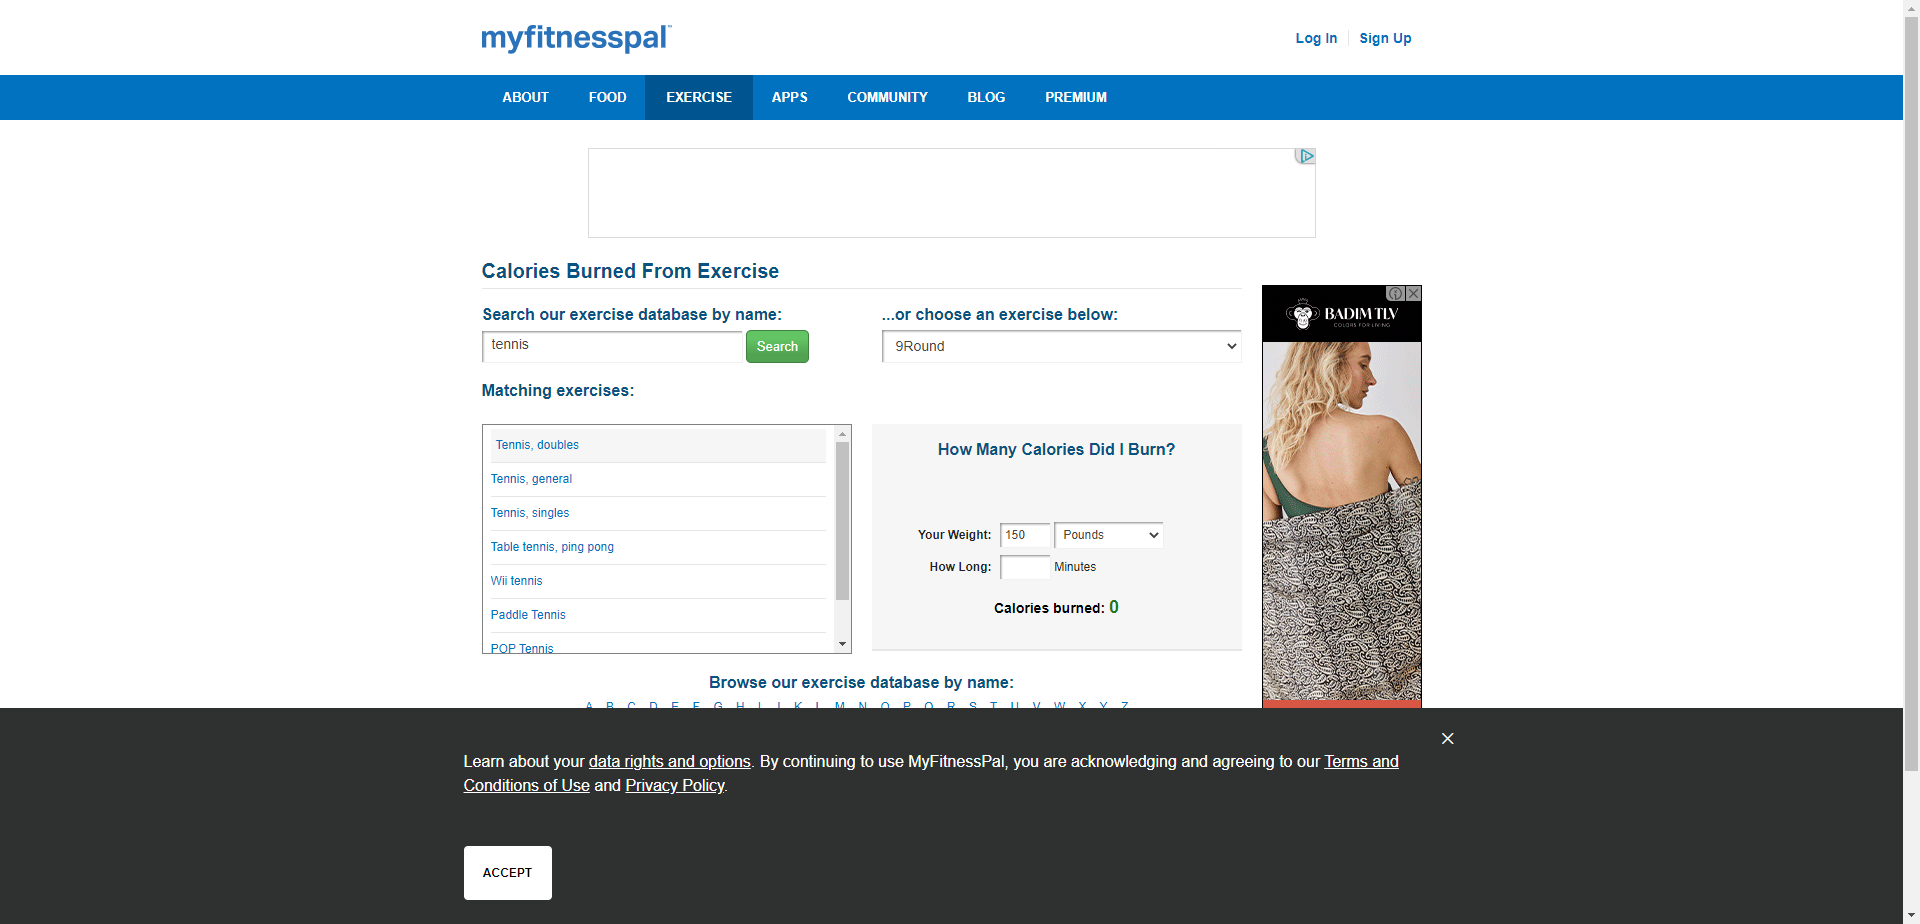 myfitnesspal
Log In
Sign Up
ABOUT
FOOD
EXERCISE
APPS
COMMUNITY
BLOG
PREMIUM
Calories Burned From Exercise
Search our exercise database by name:
tennis
Search
...or choose an exercise below:
9Round
Matching exercises:
Tennis, doubles
Tennis, general
Tennis, singles
Table tennis, ping pong
Wii tennis
Paddle Tennis
POP Tennis
How Many Calories Did I Burn?
Your Weight: 150 Pounds
How Long: Minutes
Calories burned: 0
BADIM TLV
COLORS FOR LIVING
Browse our exercise database by name:
A B C D E F G H I J K L M N O P Q R S T U V W X Y Z
Learn about your data rights and options. By continuing to use MyFitnessPal, you are acknowledging and agreeing to our Terms and
Conditions of Use and Privacy Policy.
ACCEPT